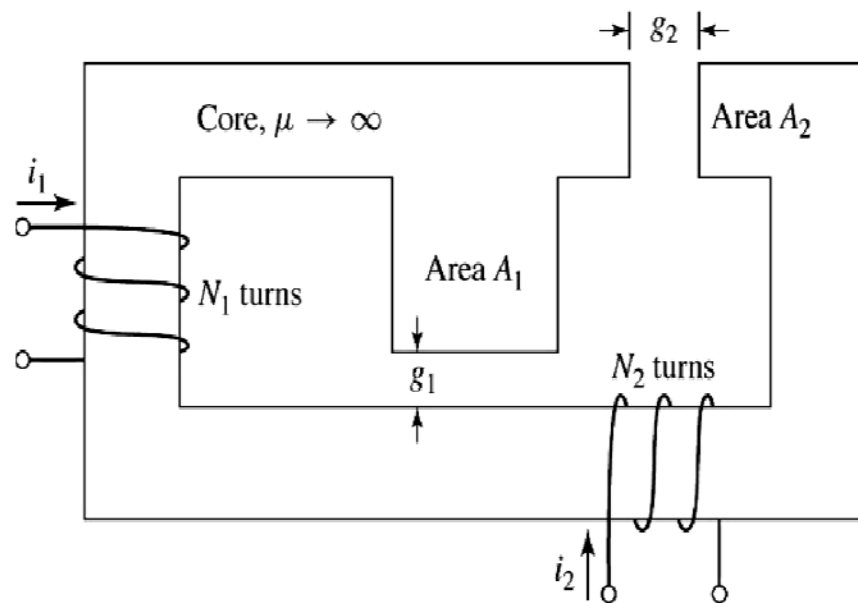 g₂
Core, μ → ∞
Area A₂
i₁
Area A₁
N₁ turns
g₁
N₂ turns
i₂